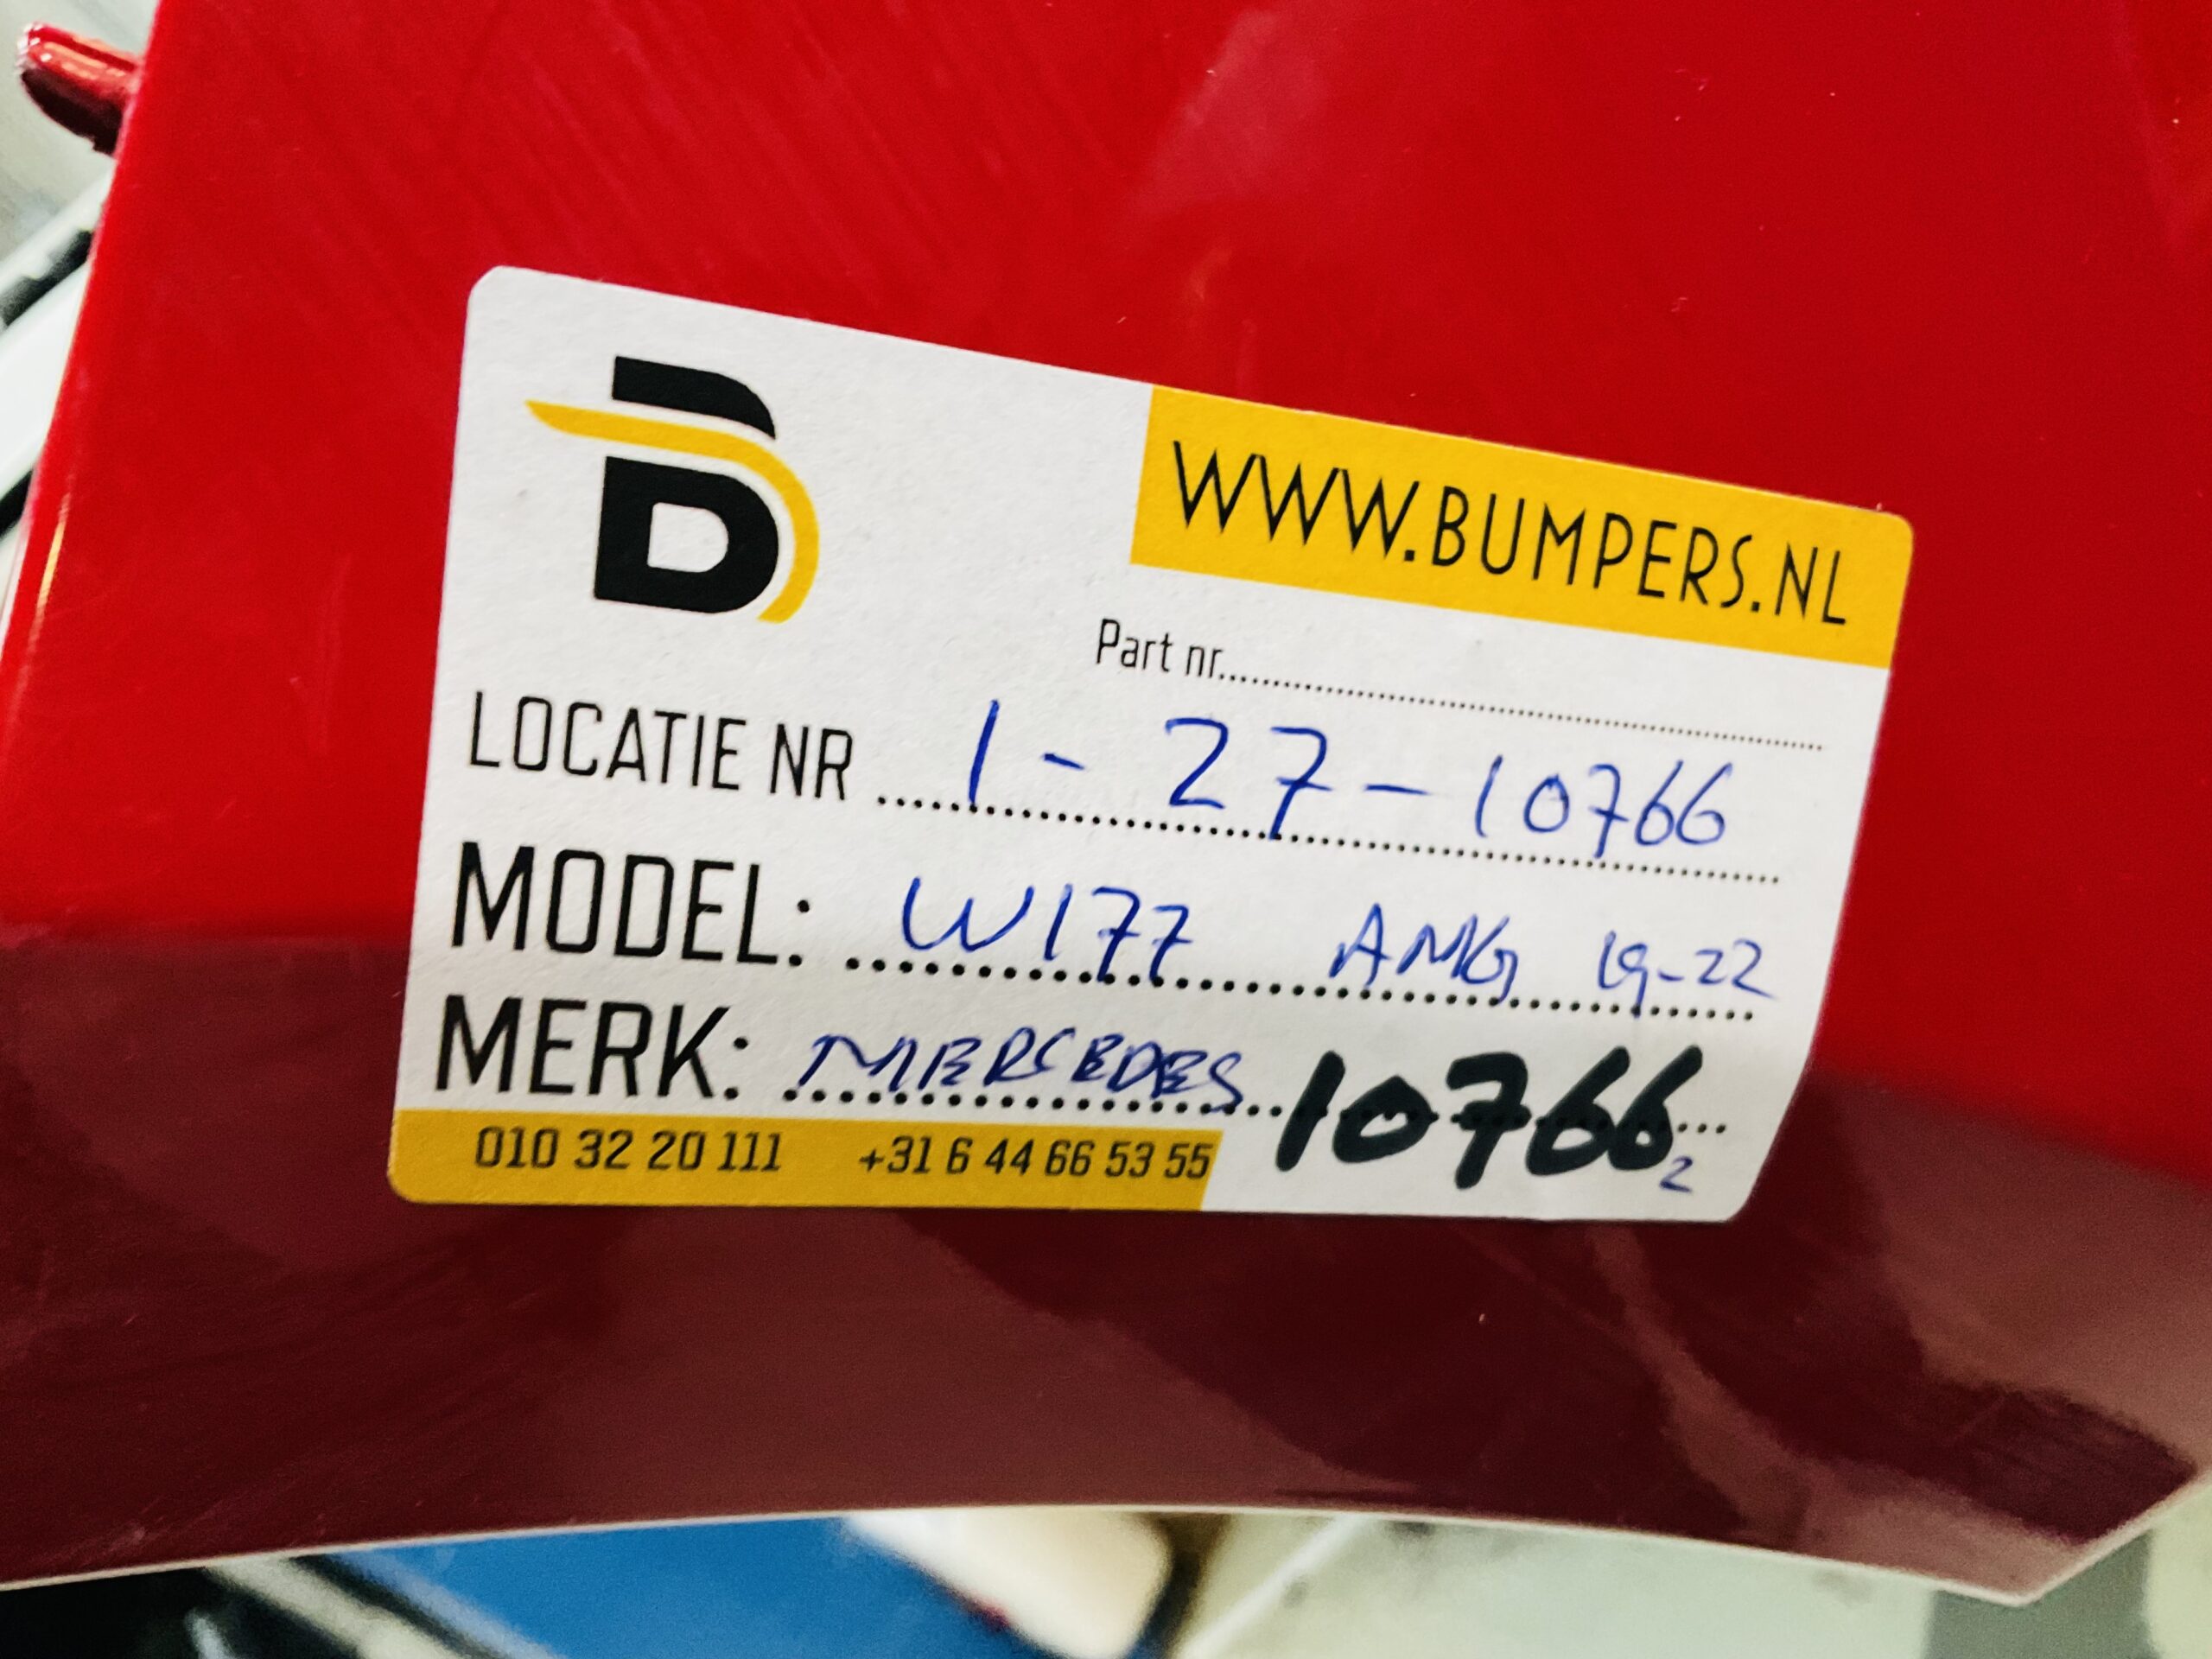 B
WWW.BUMPERS.NL
Part nr.
LOCATIE NR 1 - 27 - 10766
MODEL: W177 AMG 19-22
MERK: MERCEDES 10766
2
010 32 20 111 +31 6 44 66 53 55